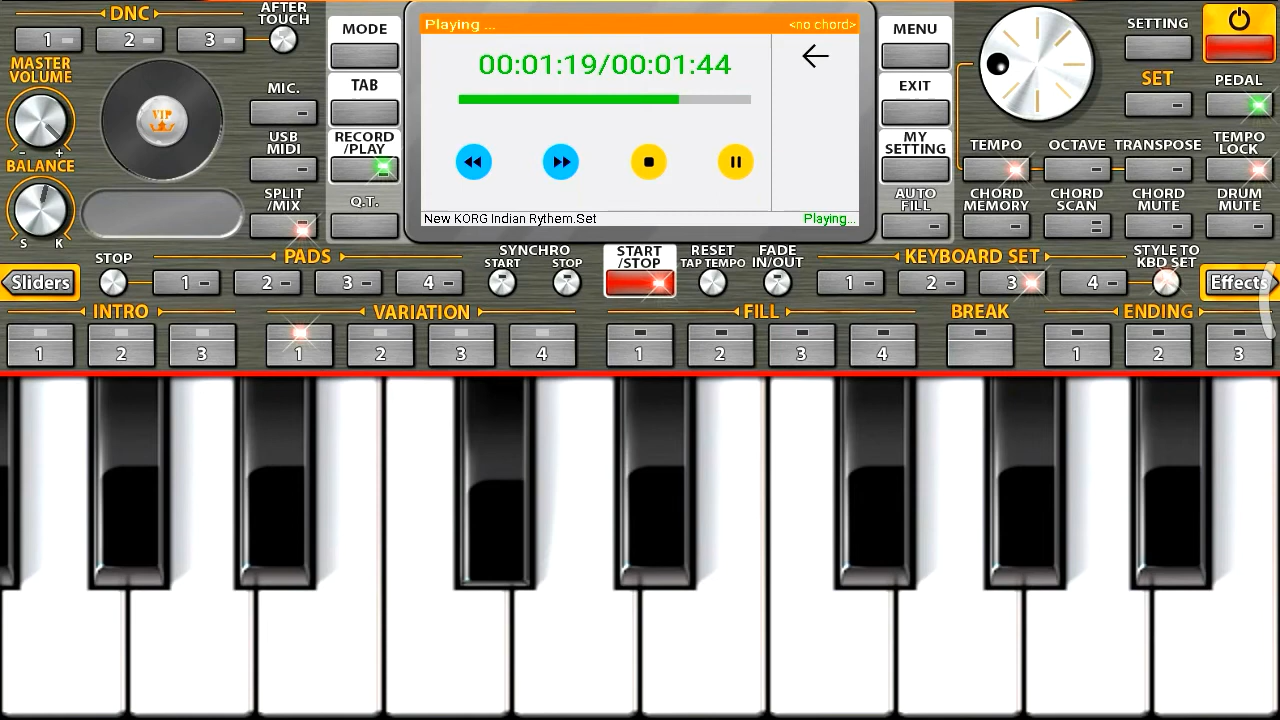 DNC
AFTER
TOUCH
1 2 3
MASTER
VOLUME
- +
BALANCE
S K
VIP
MIC.
USB
MIDI
SPLIT
/MIX
MODE
TAB
RECORD
/PLAY
Q.T.
Playing ... <no chord>
00:01:19/00:01:44
New KORG Indian Rythem.Set Playing...
MENU
EXIT
MY
SETTING
AUTO
FILL
SETTING
SET
PEDAL
TEMPO OCTAVE TRANSPOSE TEMPO
LOCK
CHORD
MEMORY
CHORD
SCAN
CHORD
MUTE
DRUM
MUTE
Sliders
STOP
PADS
1 2 3 4
SYNCHRO
START STOP
START
/STOP
RESET
TAP TEMPO
FADE
IN/OUT
KEYBOARD SET
1 2 3 4
STYLE TO
KBD SET
Effects
INTRO VARIATION FILL BREAK ENDING
1 2 3 1 2 3 4 1 2 3 4 1 2 3